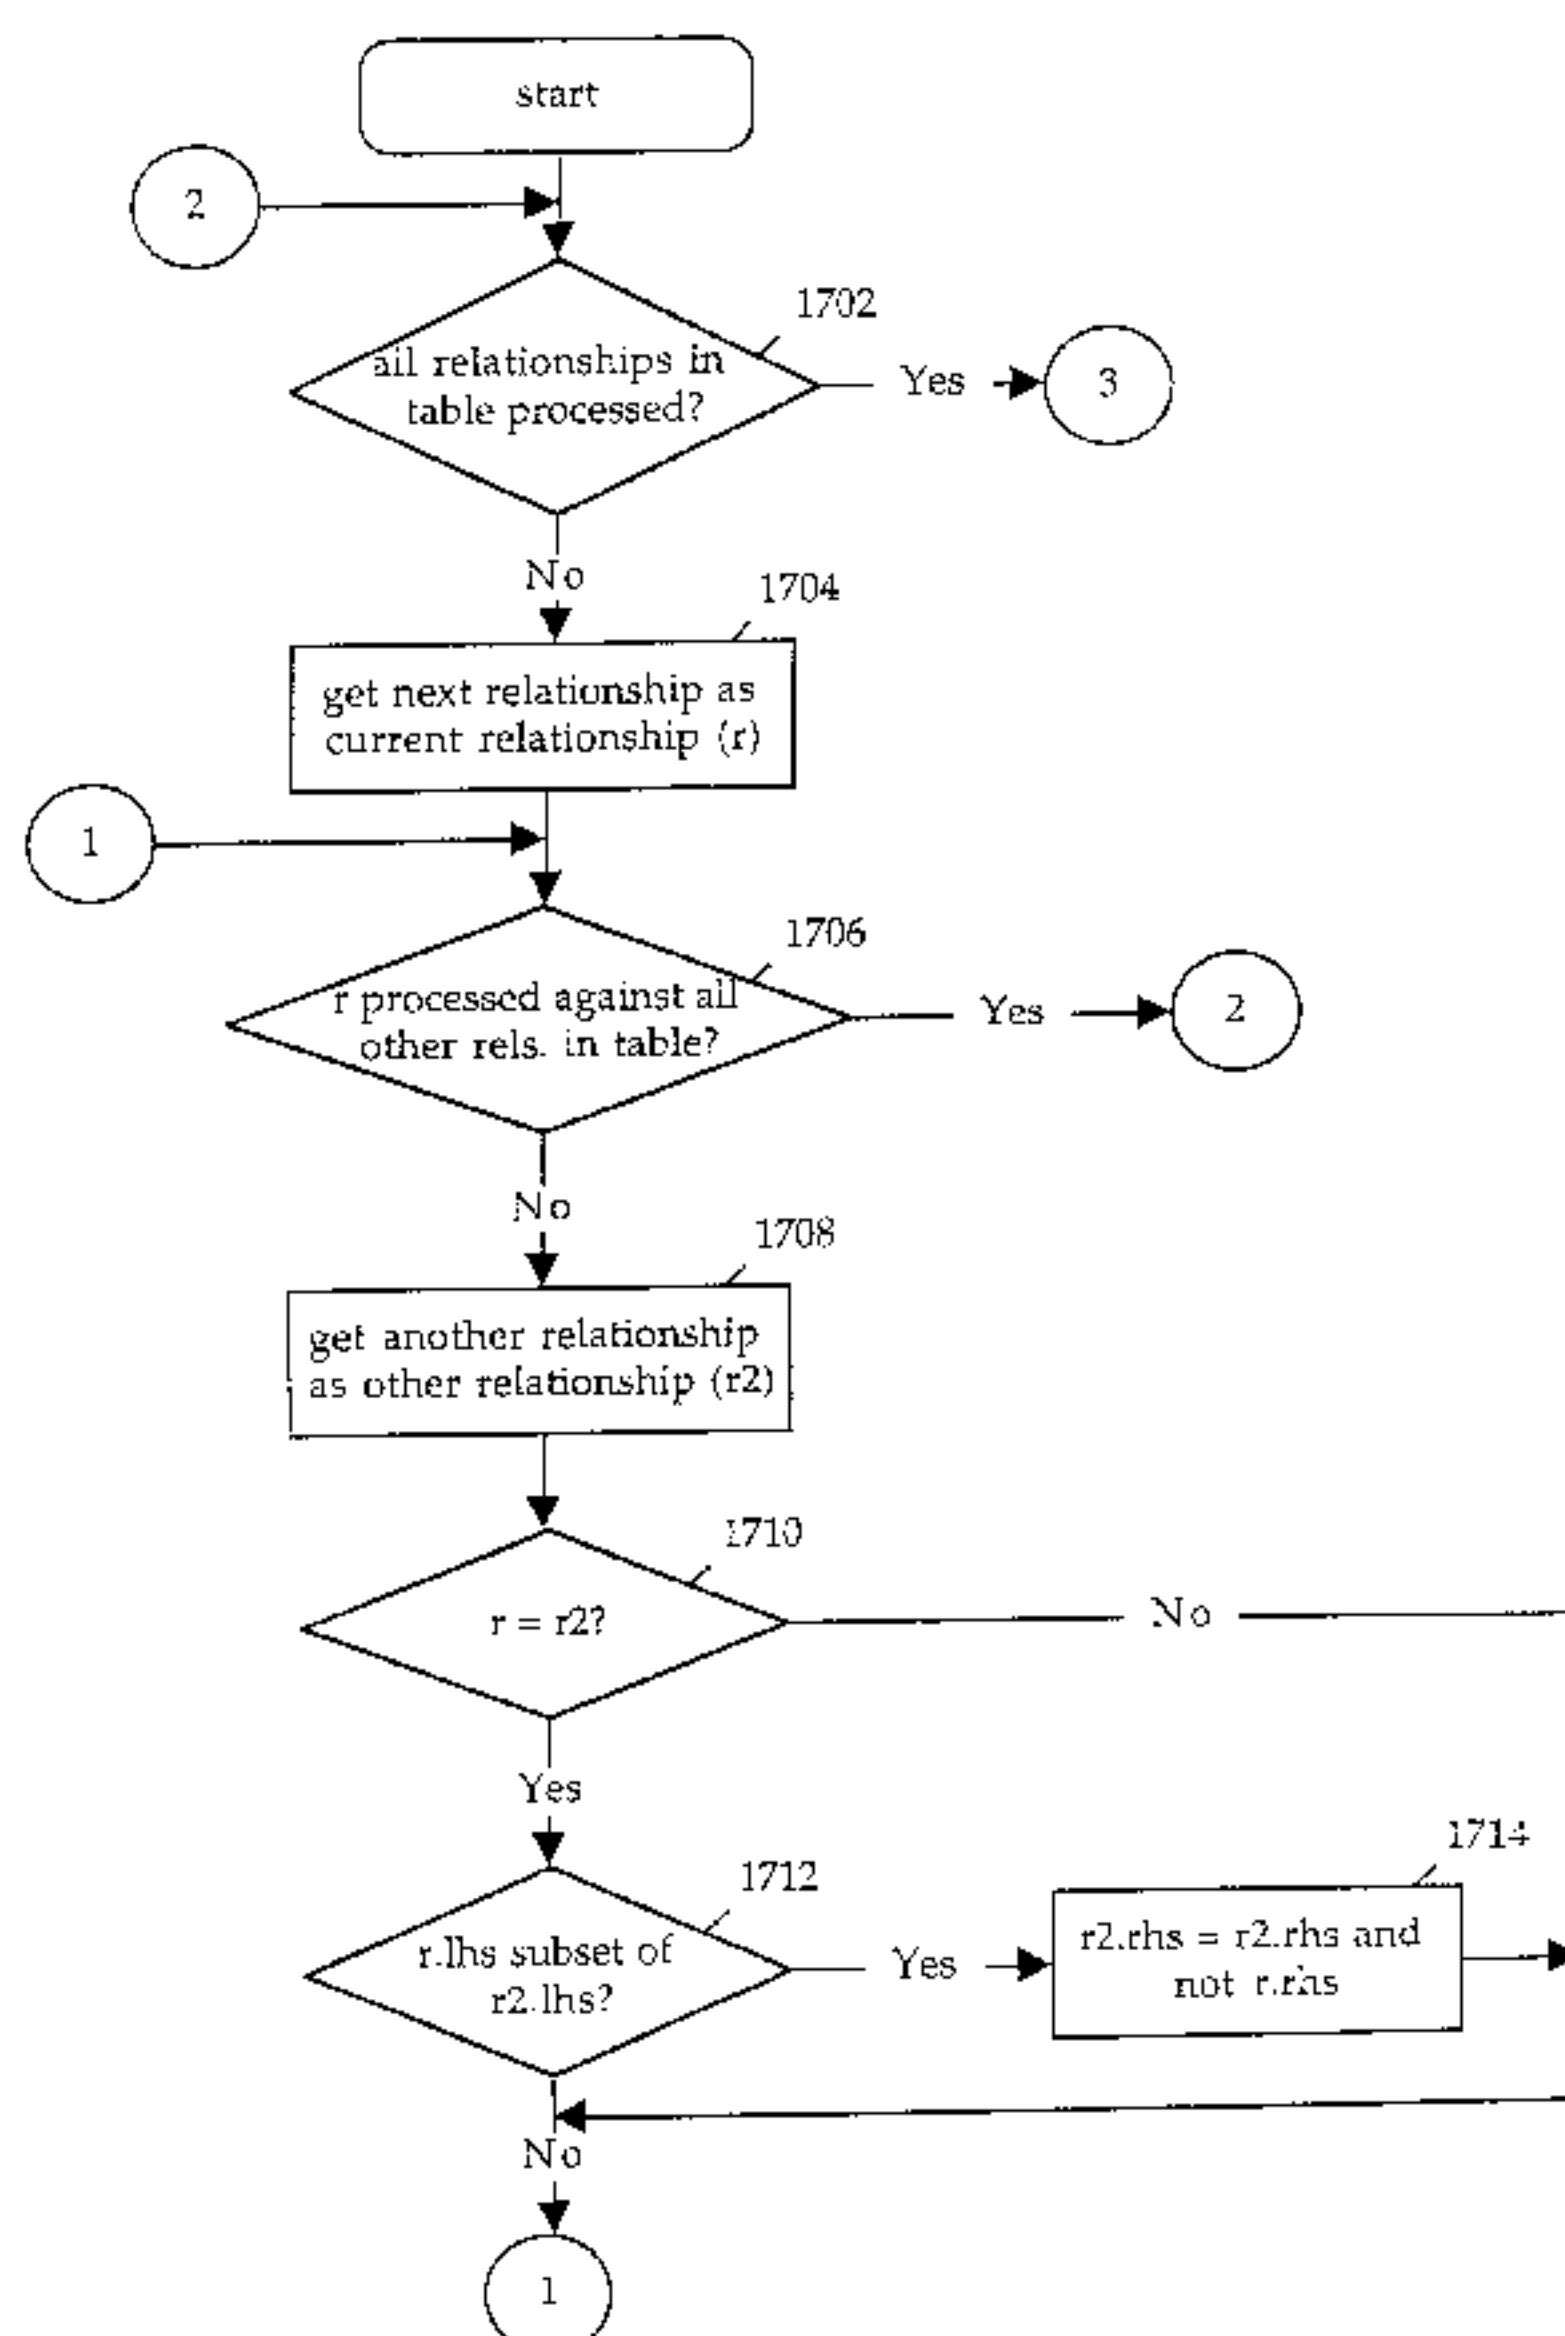 start
2
1702
all relationships in
table processed?
Yes
3
No
1704
get next relationship as
current relationship (r)
1
1706
r processed against all
other rels. in table?
Yes
2
No
1708
get another relationship
as other relationship (r2)
1710
r = r2?
No
Yes
1714
1712
r.lhs subset of
r2.lhs?
Yes
r2.rhs = r2.rhs and
not r.rhs
No
1